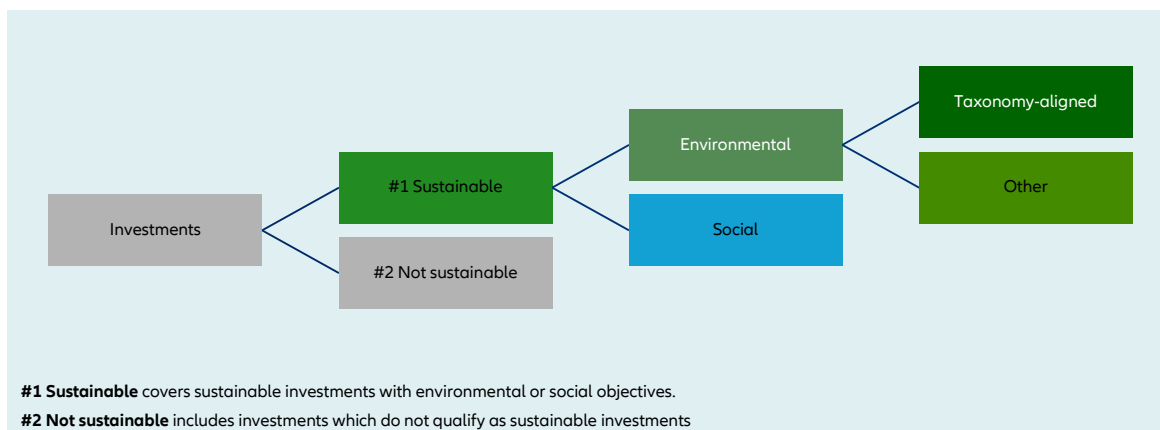 Taxonomy-aligned
Environmental
#1 Sustainable
Other
Investments
Social
#2 Not sustainable
#1 Sustainable covers sustainable investments with environmental or social objectives.
#2 Not sustainable includes investments which do not qualify as sustainable investments